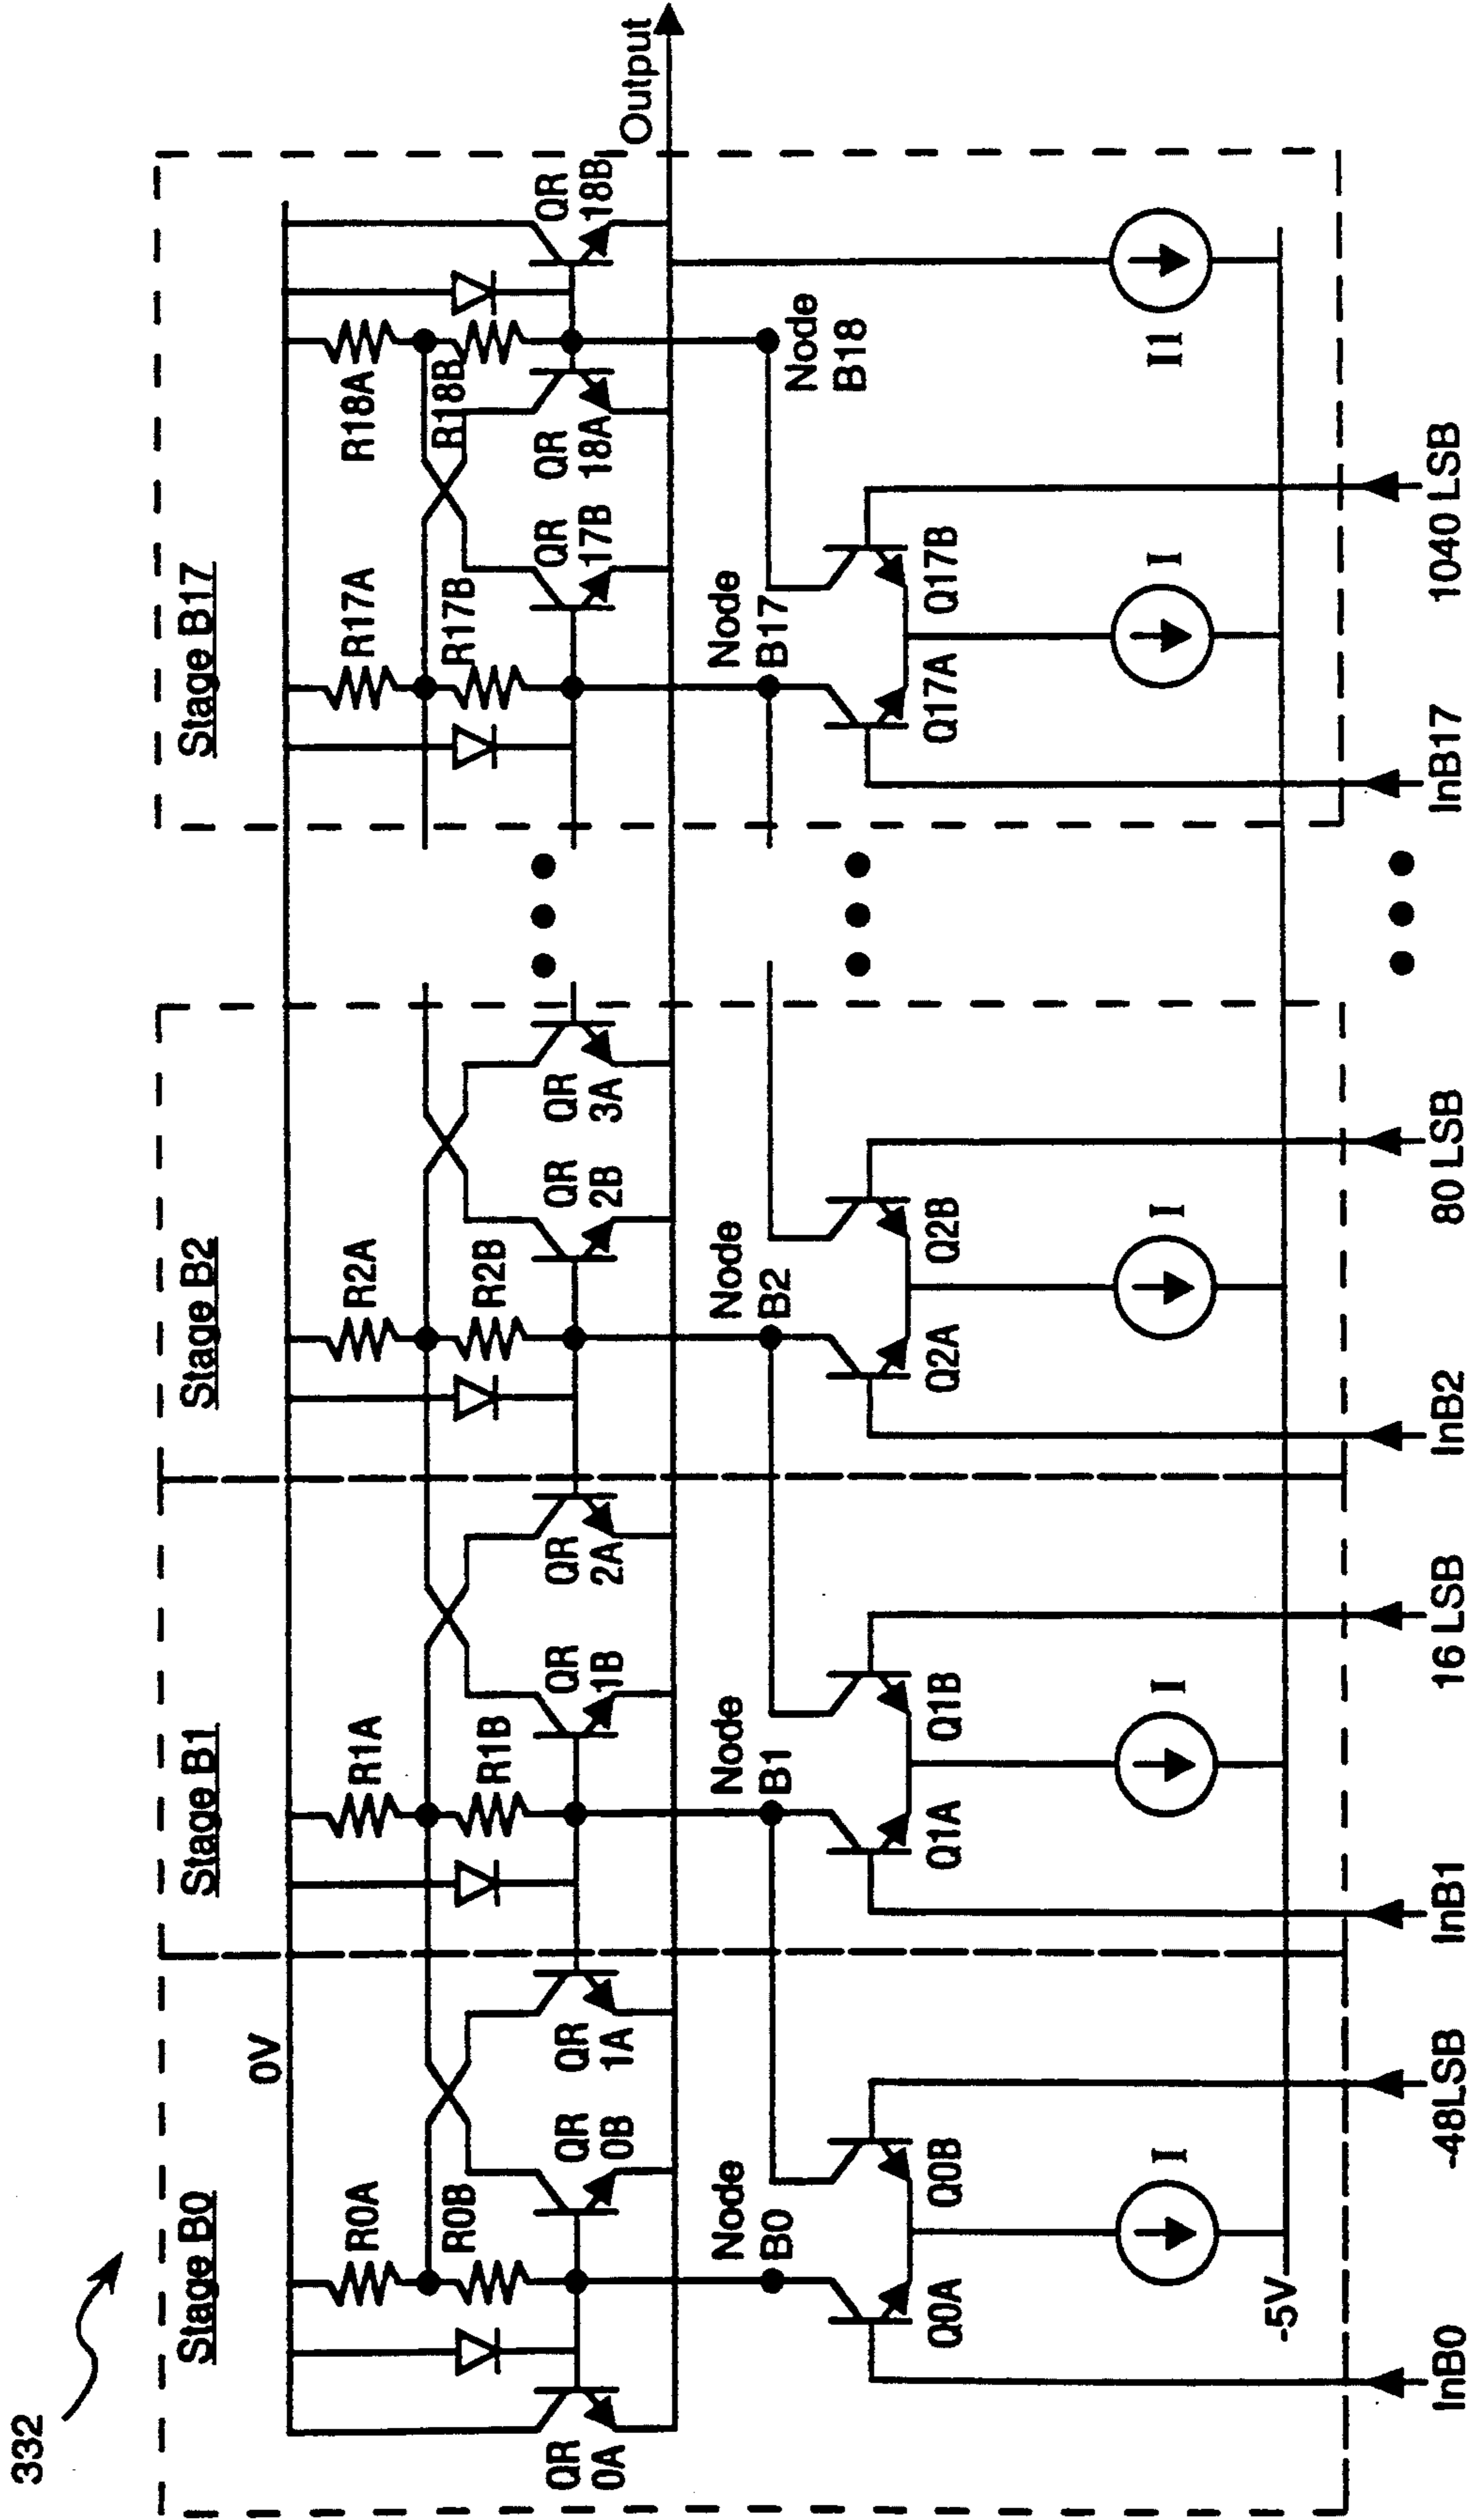 332
Stage B0
Stage B1
Stage B2
Stage B17
0V
R0A
R0B
R1A
R1B
R2A
R2B
R17A
R17B
R18A
R18B
QR
0A
QR
0B
QR
1A
QR
1B
QR
2A
QR
2B
QR
3A
QR
17B
QR
18A
QR
18B
Output
Node
B0
Node
B1
Node
B2
Node
B17
Node
B18
Q0A
Q0B
Q1A
Q1B
Q2A
Q2B
Q17A
Q17B
I
I
I
I
I1
-5V
InB0
-48LSB
InB1
16 LSB
InB2
80 LSB
InB17
1040 LSB